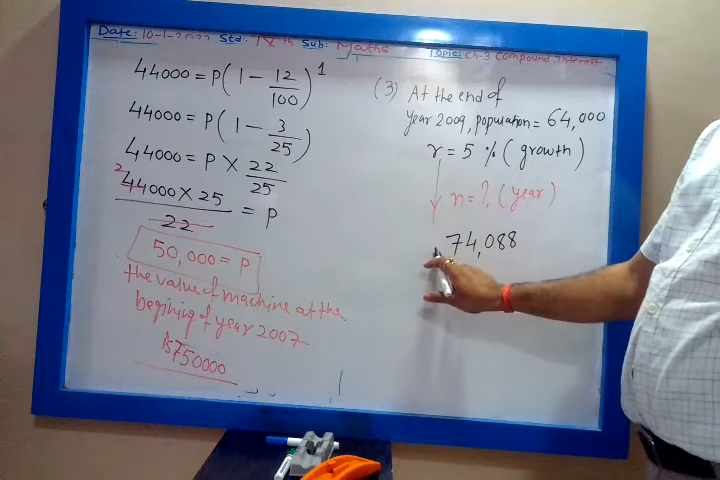 Date: 10-1-2022 Std. IX th Sub: Maths Topic: ch-3 Compound Interest
44000 = P(1 - 12/100)^1
44000 = P(1 - 3/25)
44000 = P × 22/25
2
44000 × 25 / 22 = P
50,000 = P
the value of machine at the
begining of year 2007
750000
(3) At the end of
year 2009, population = 64,000
r = 5 % (growth)
n = ? (year)
74,088